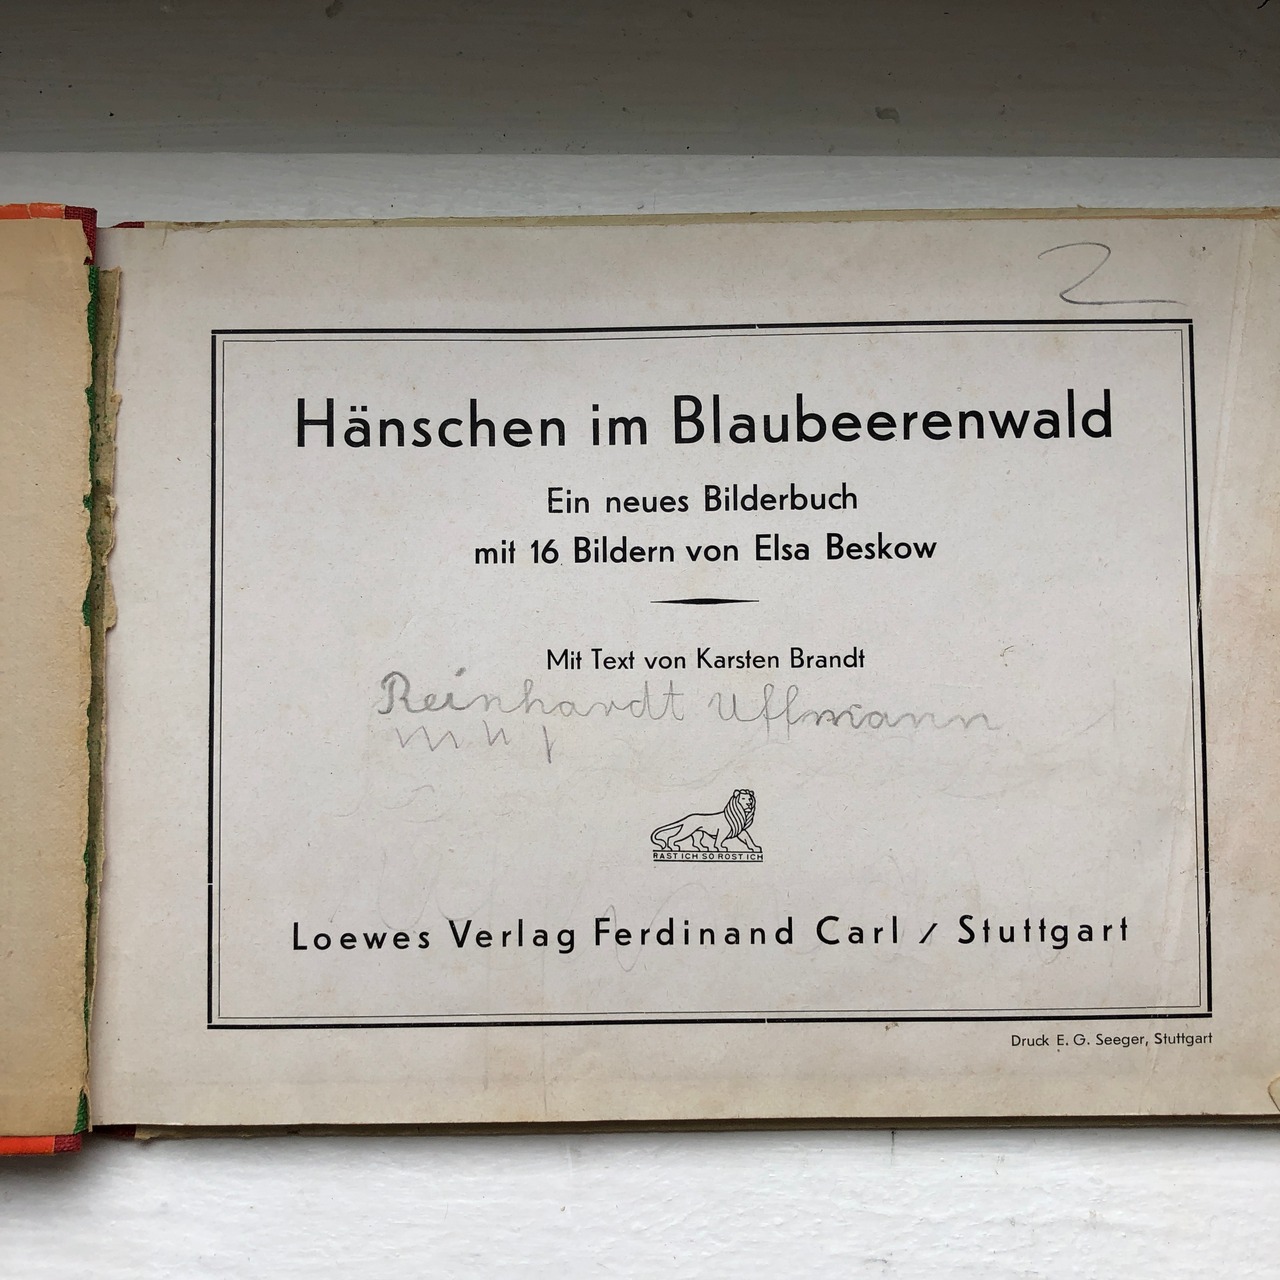 2
Hänschen im Blaubeerenwald
Ein neues Bilderbuch
mit 16 Bildern von Elsa Beskow
Mit Text von Karsten Brandt
Reinhardt Uffmann
RAST ICH SO ROST ICH
Loewes Verlag Ferdinand Carl / Stuttgart
Druck E. G. Seeger, Stuttgart